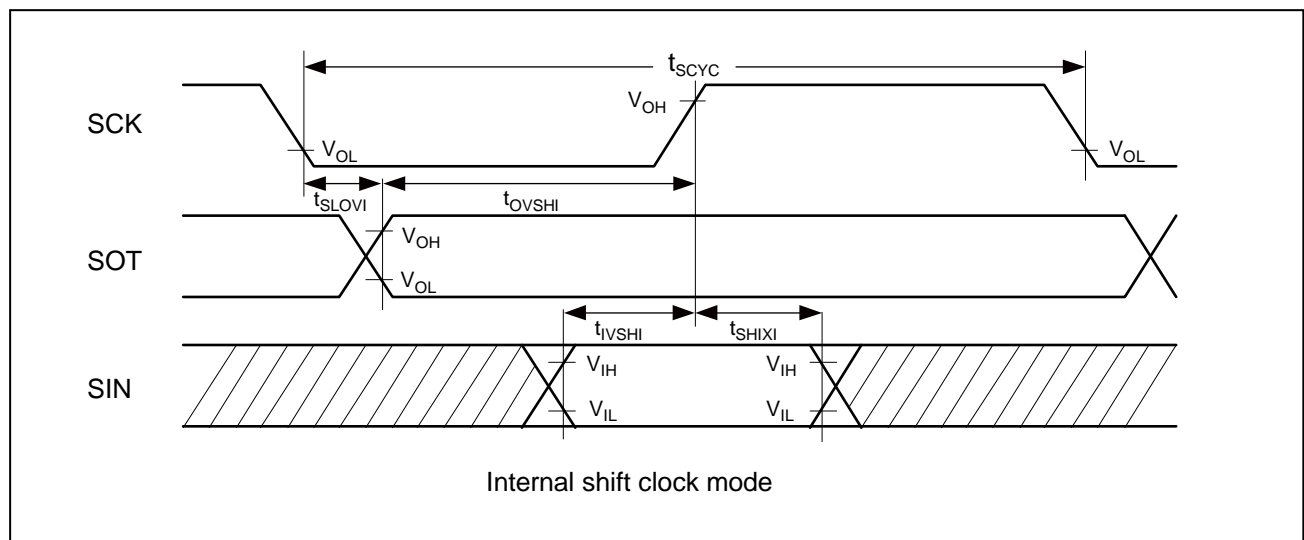 tSCYC
SCK
VOH
VOL
VOL
tSLOVI
tOVSHI
SOT
VOH
VOL
tIVSHI
tSHIXI
SIN
VIH
VIH
VIL
VIL
Internal shift clock mode